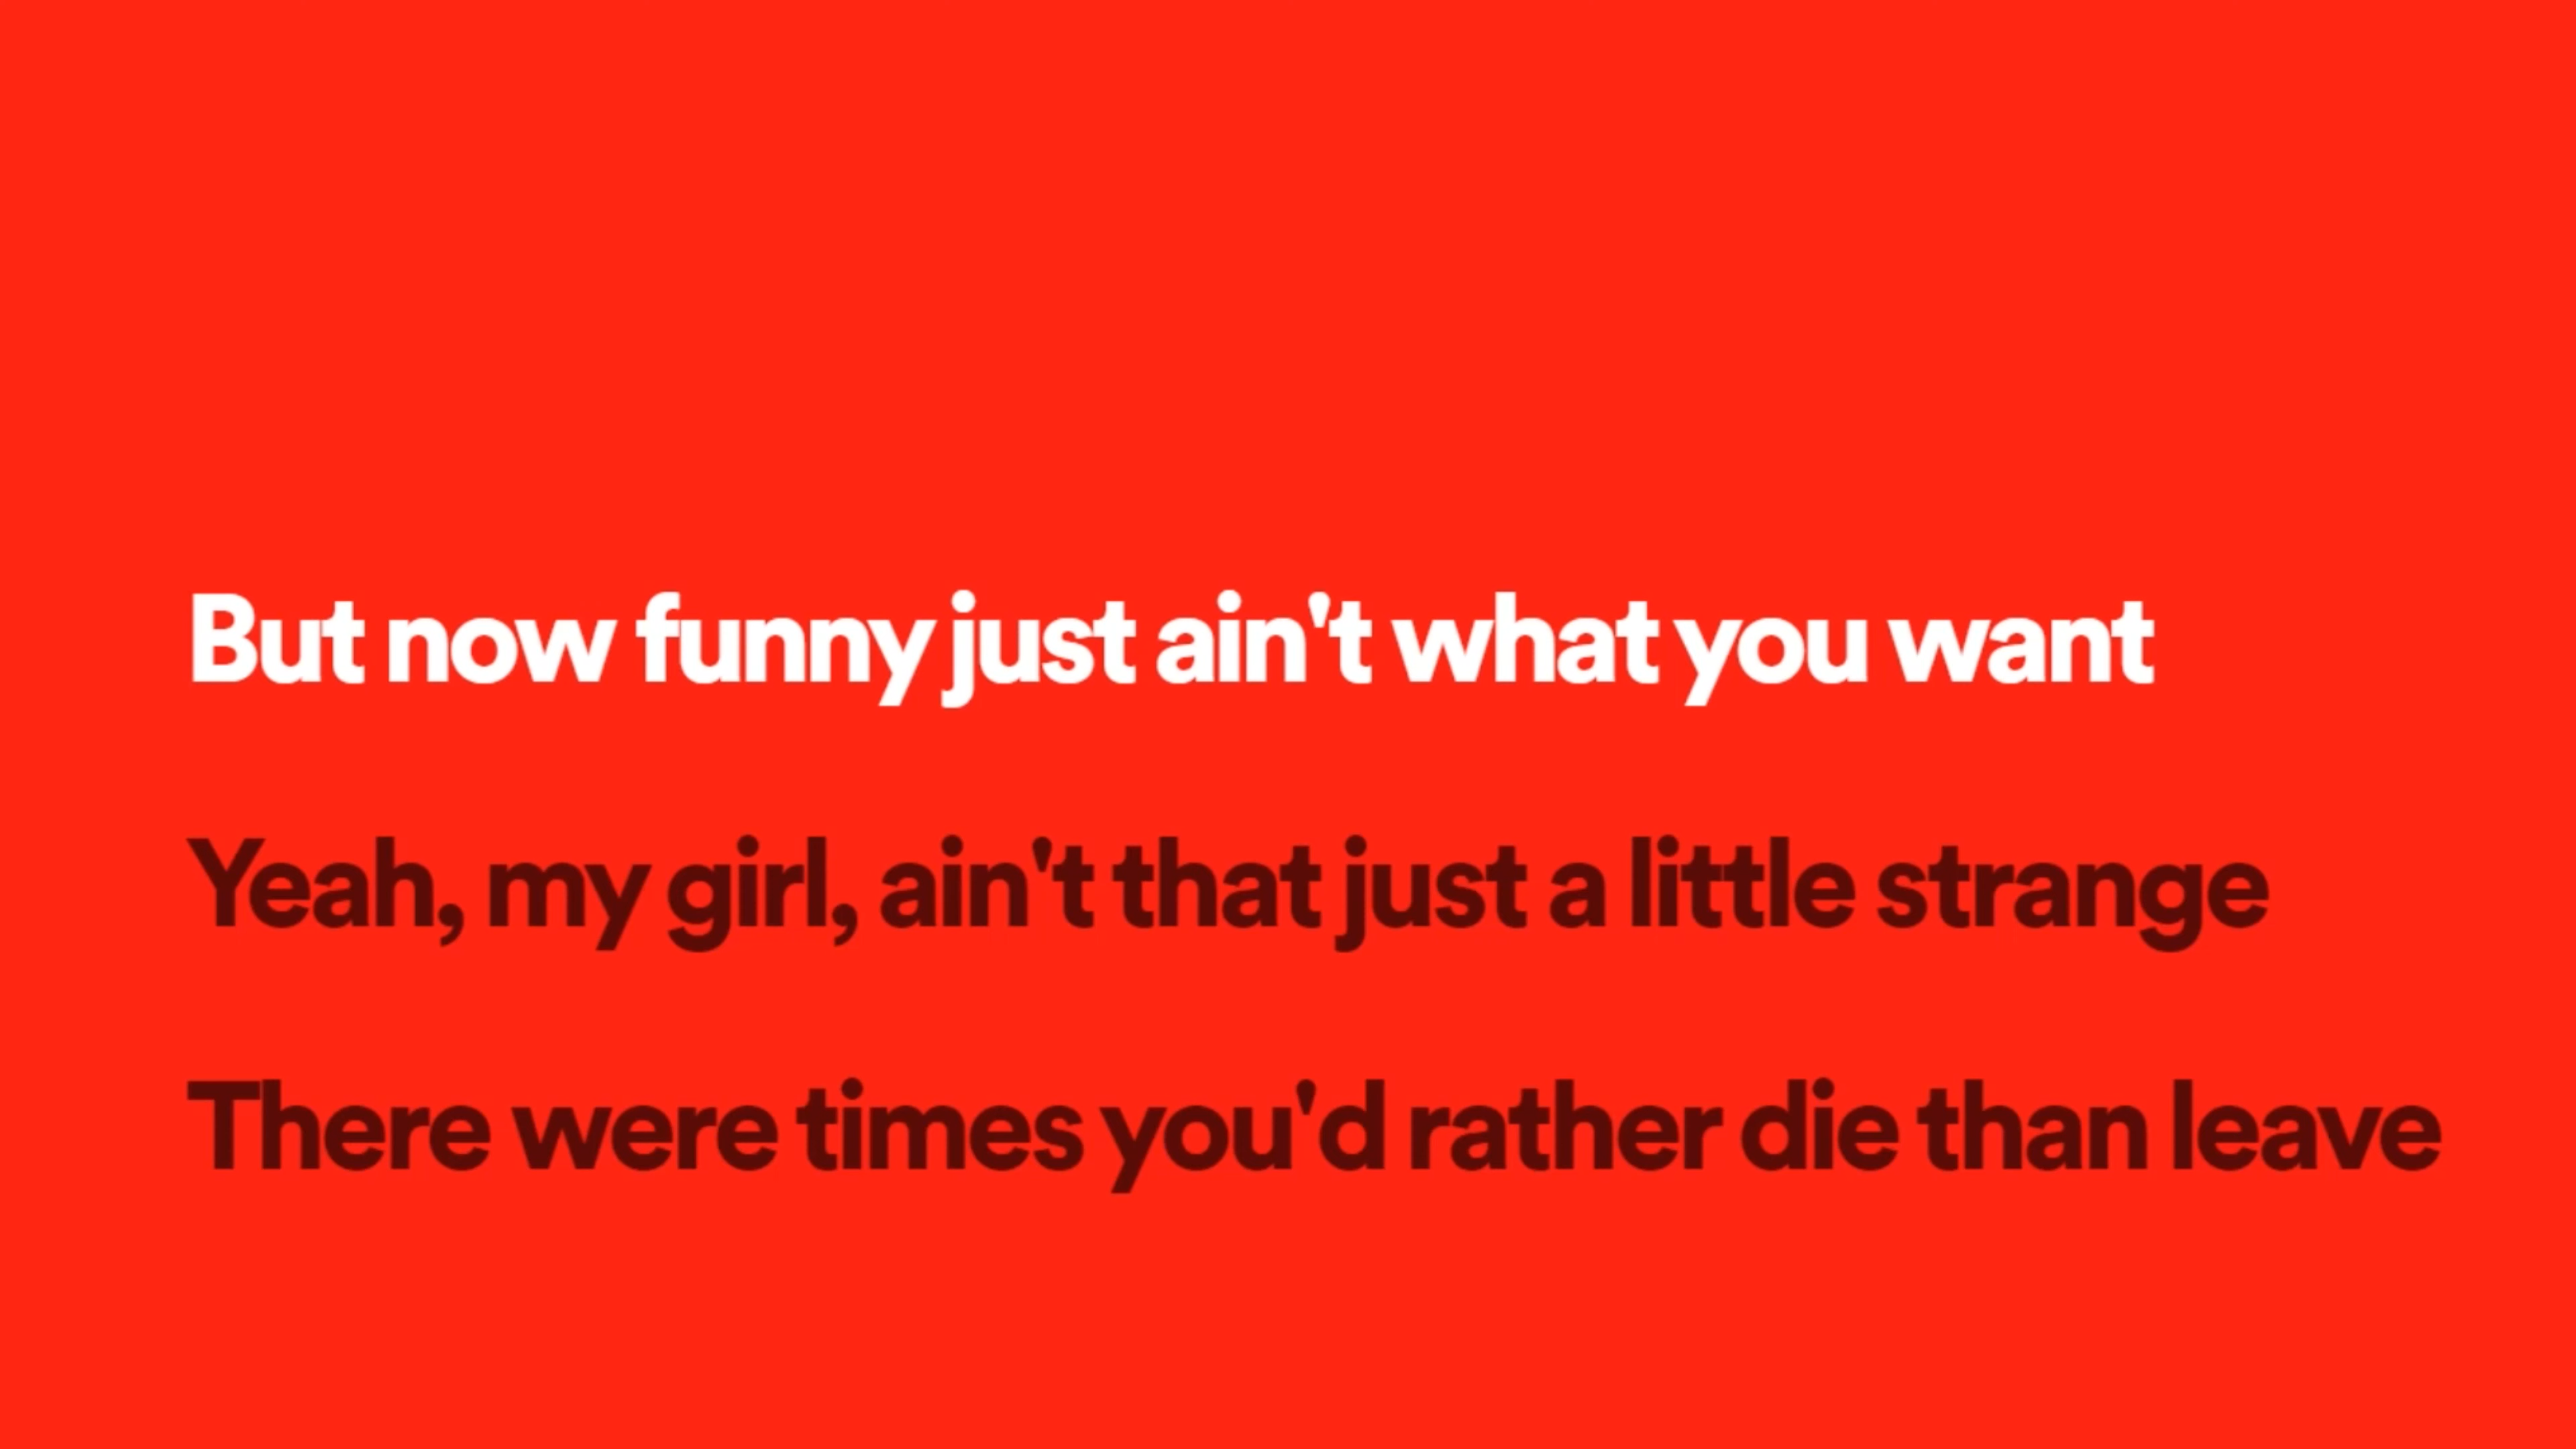 But now funny just ain't what you want
Yeah, my girl, ain't that just a little strange
There were times you'd rather die than leave